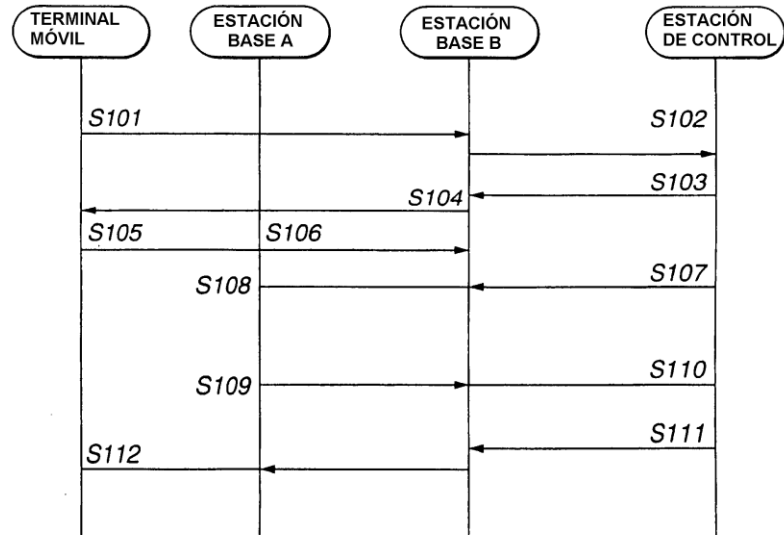 TERMINAL
MÓVIL
ESTACIÓN
BASE A
ESTACIÓN
BASE B
ESTACIÓN
DE CONTROL
S101
S102
S103
S104
S105
S106
S107
S108
S109
S110
S111
S112